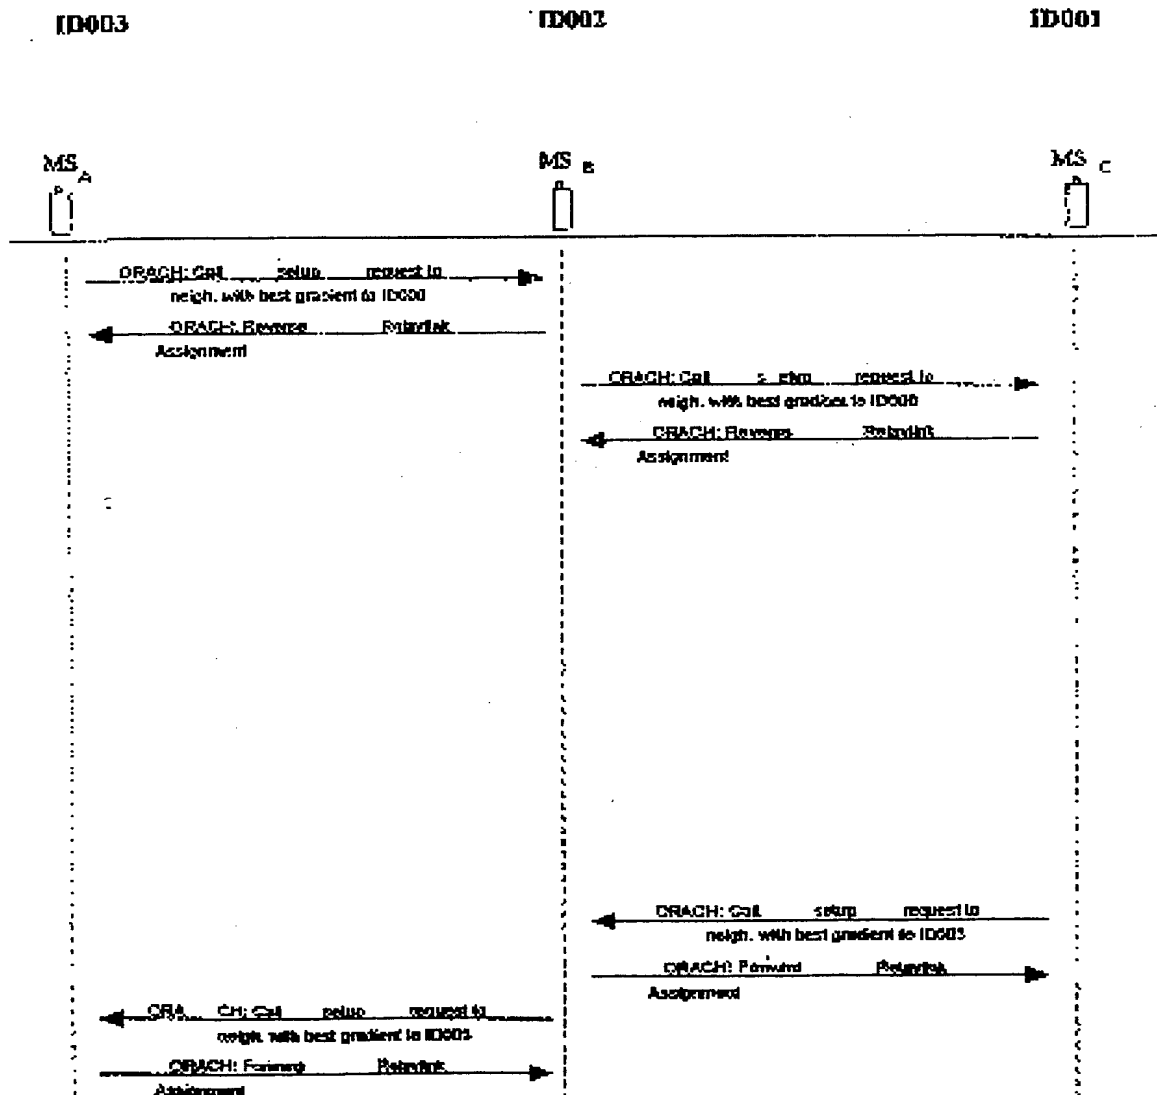 ID003 ID002 ID001
MS A MS B MS C
ORACH: Call setup request to
neigh. with best gradient to ID000
ORACH: Reverse Relaylink
Assignment
ORACH: Call setup request to
neigh. with best gradient to ID000
ORACH: Reverse Relaylink
Assignment
ORACH: Call setup request to
neigh. with best gradient to ID003
ORACH: Forward Relaylink
Assignment
ORA CH: Call setup request to
neigh. with best gradient to ID003
ORACH: Forward Relaylink
Assignment